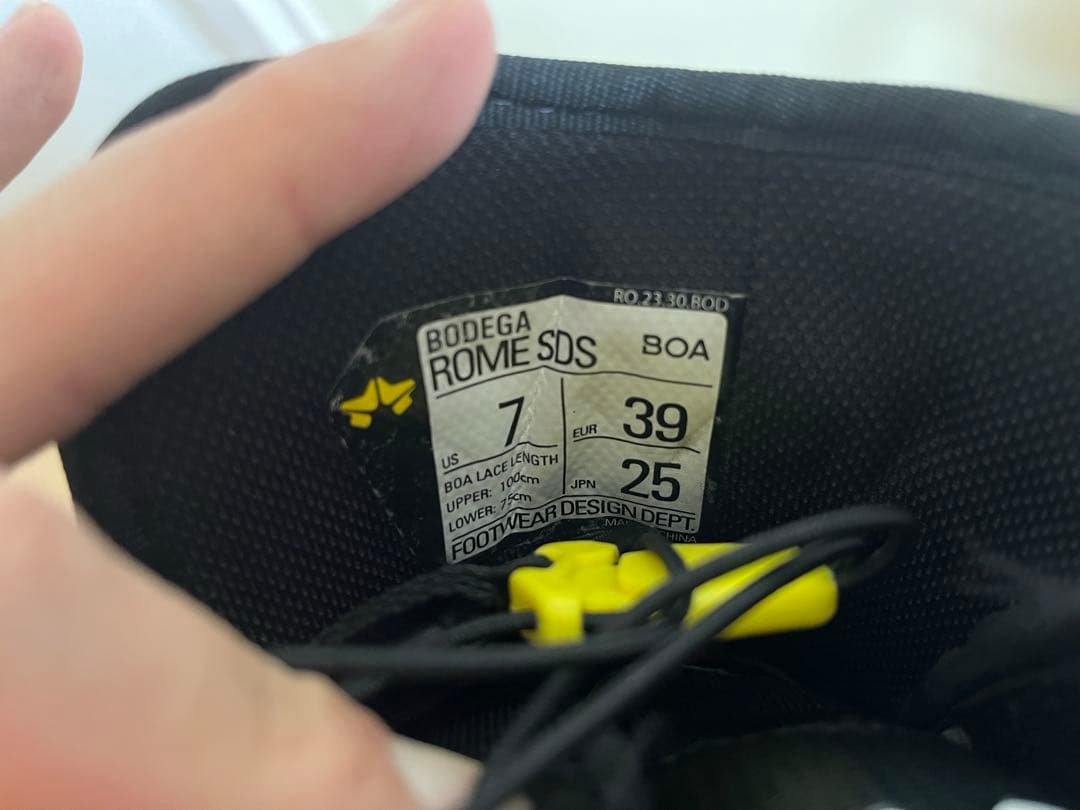 RO.23.30.BOD
BODEGA
ROME SDS BOA
US 7
EUR 39
BOA LACE LENGTH
UPPER: 100cm
LOWER: 75cm
JPN 25
FOOTWEAR DESIGN DEPT.
CHINA